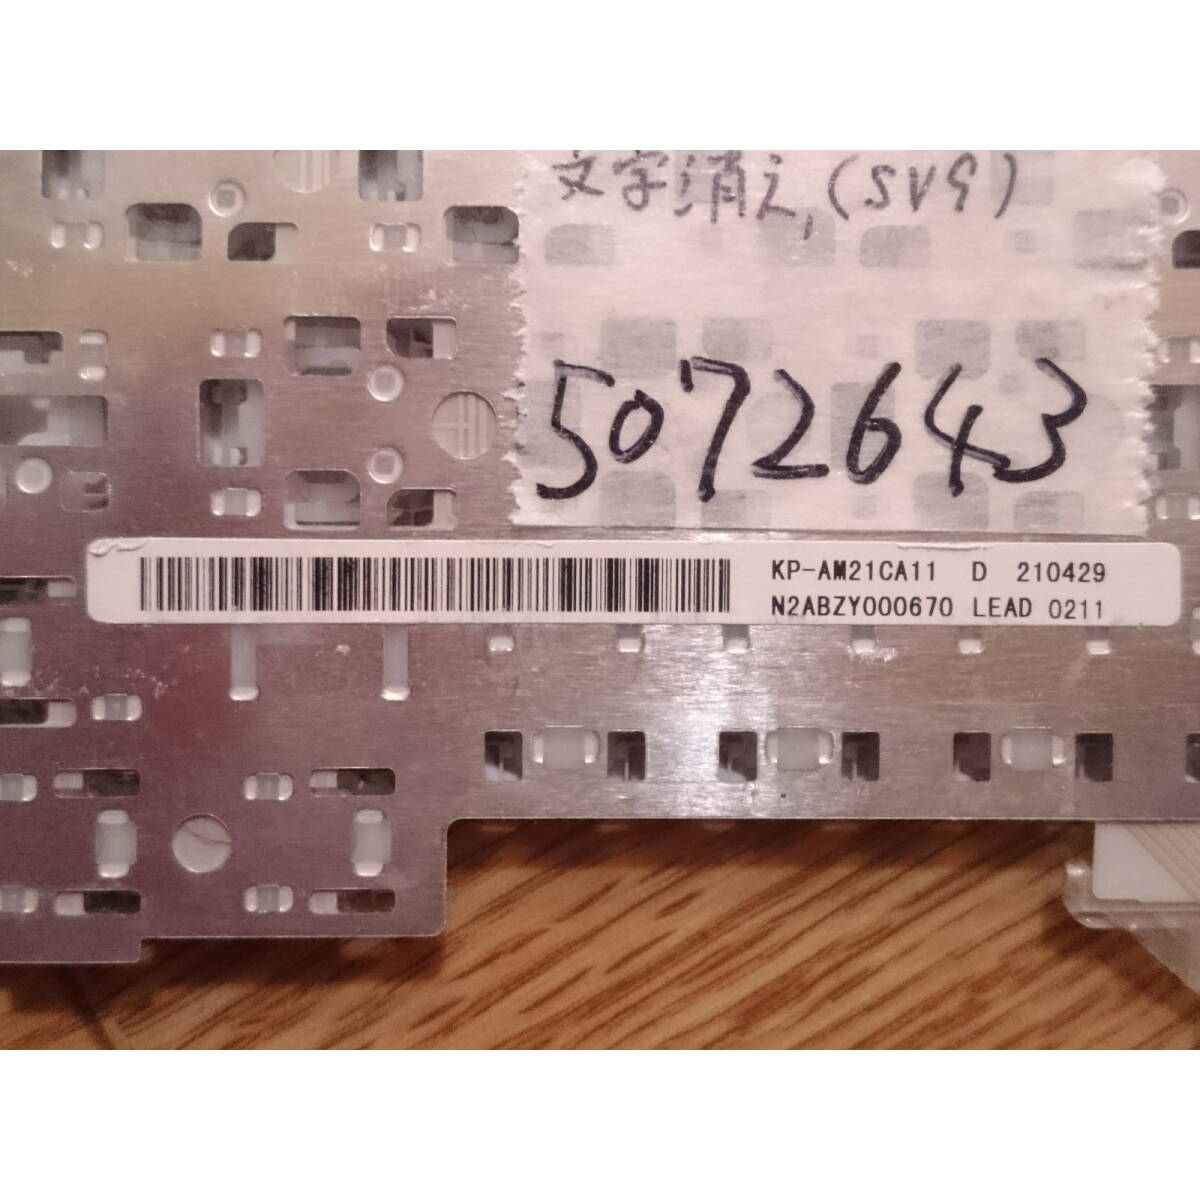 文字消え(SV9)
5072643
KP-AM21CA11 D 210429
N2ABZY000670 LEAD 0211